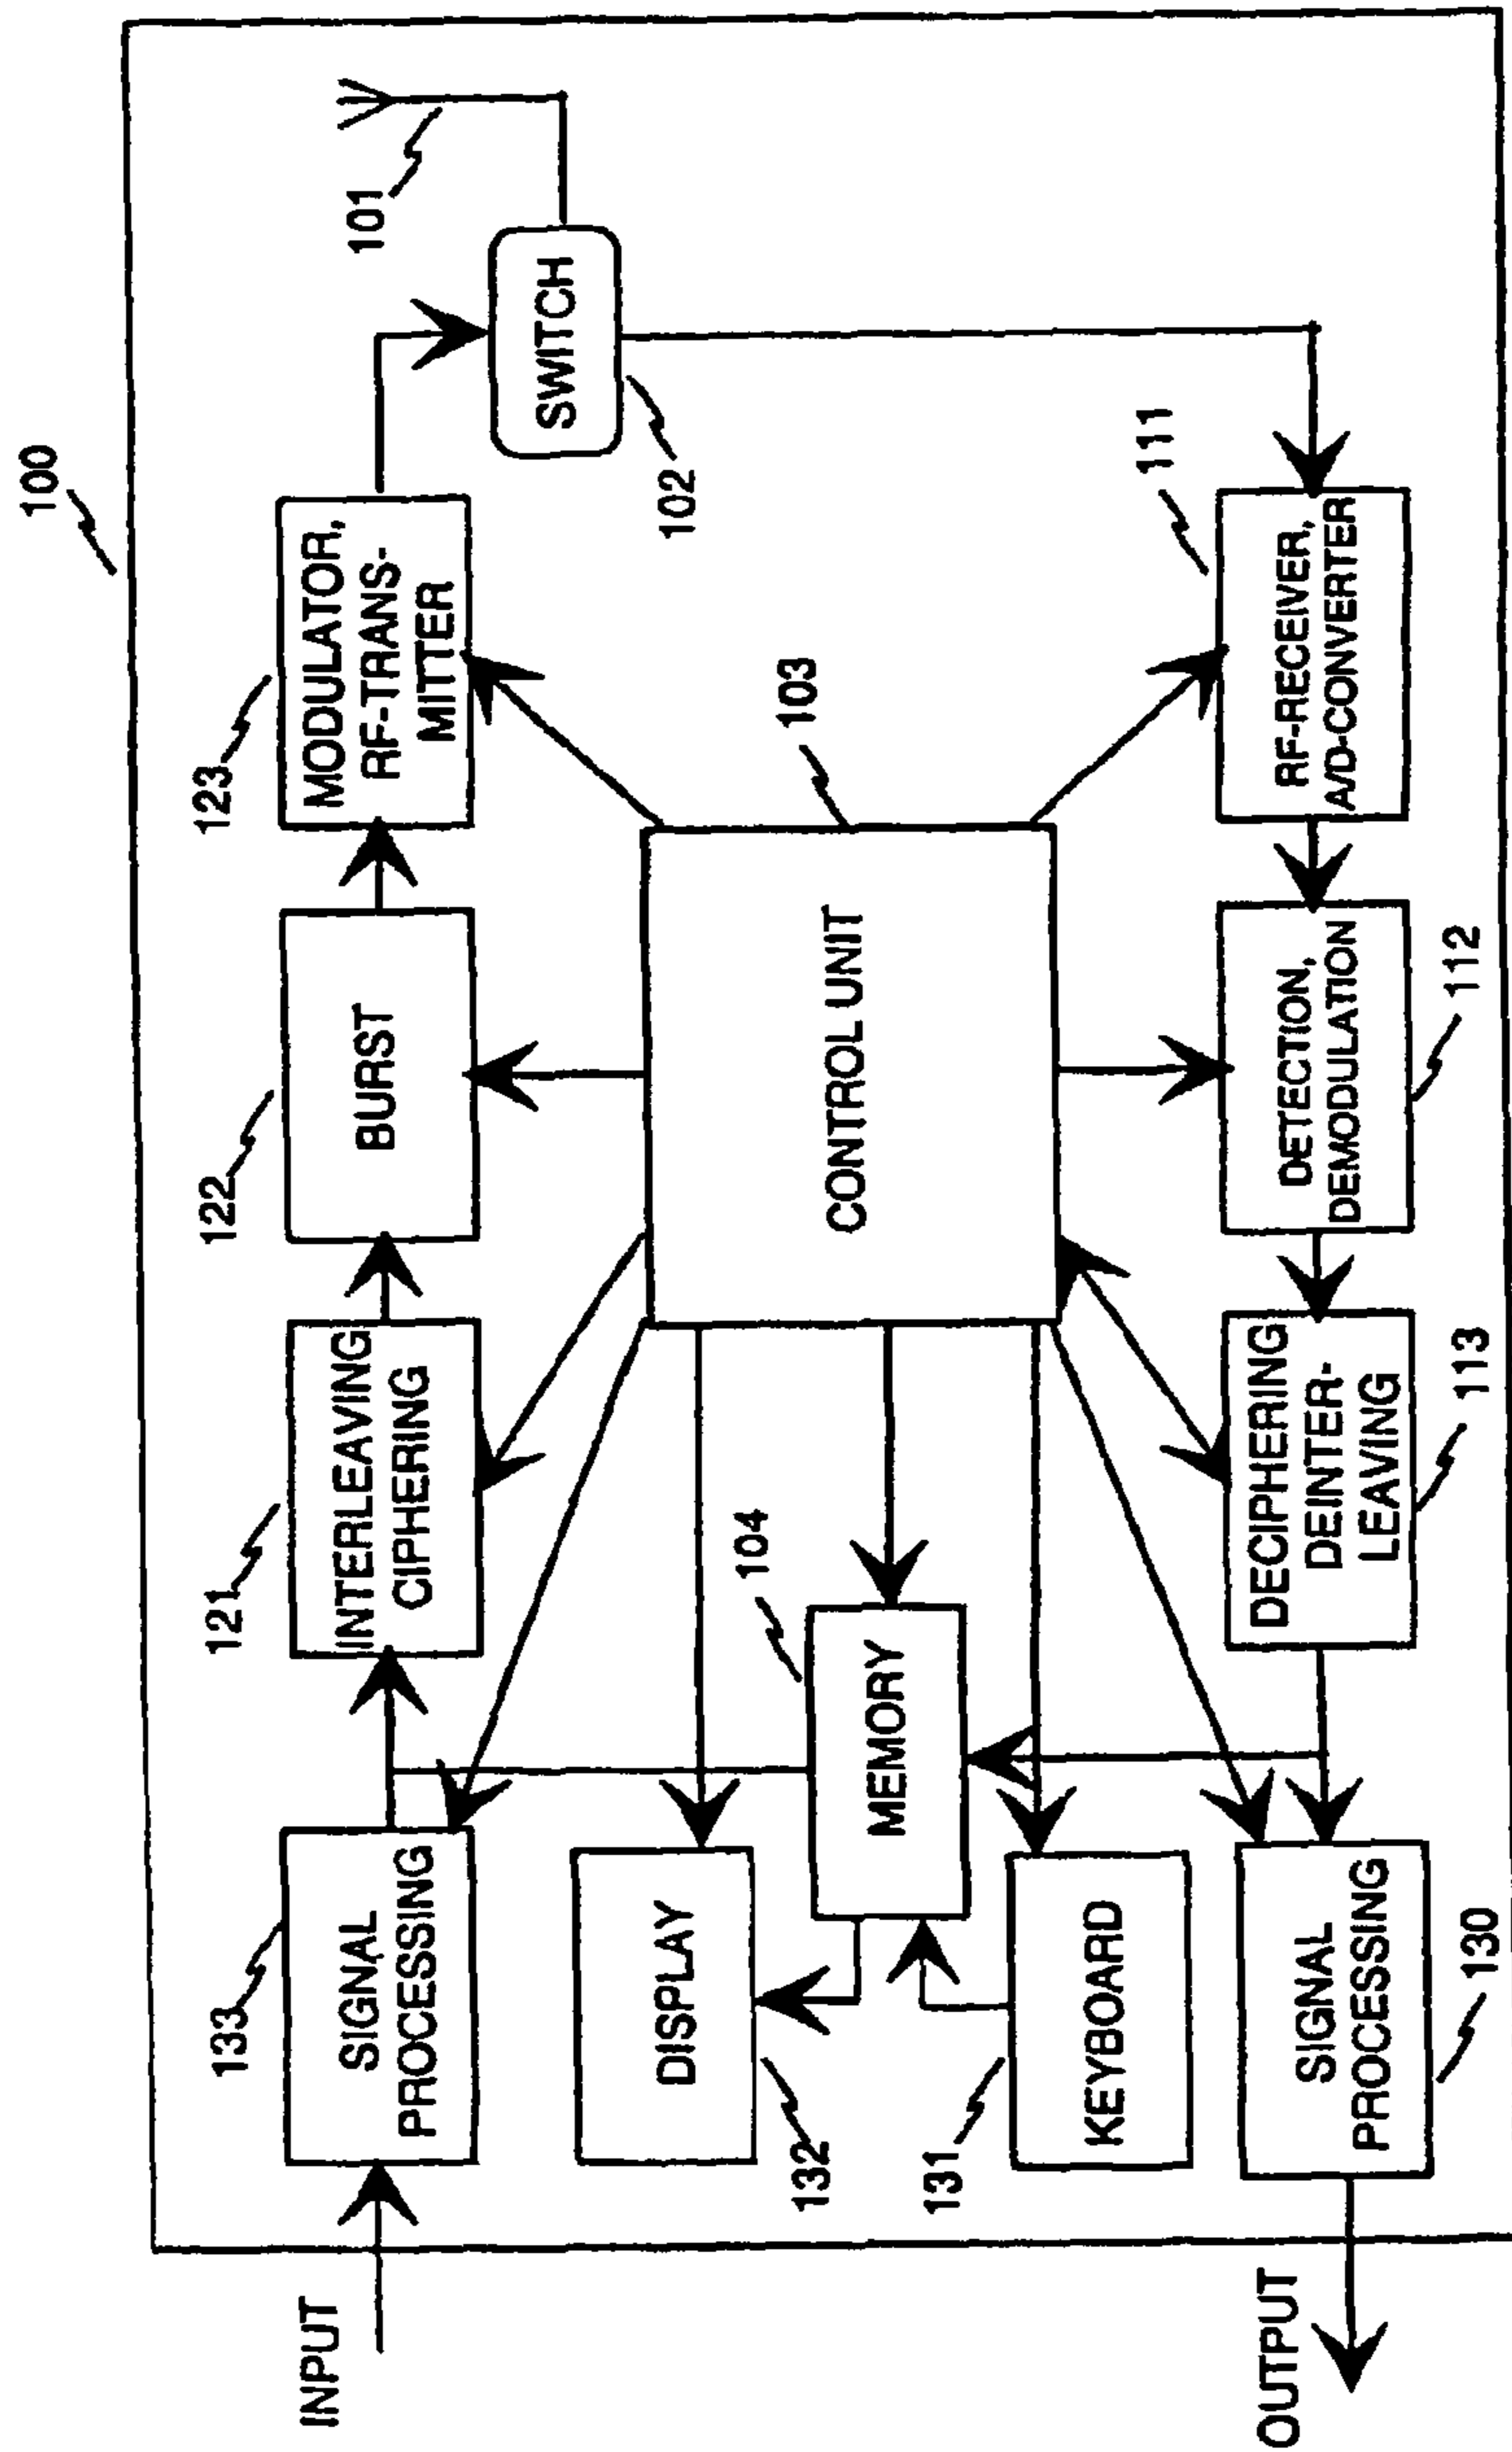 100
INPUT
133
SIGNAL
PROCESSING
121
INTERLEAVING
CIPHERING
122
BURST
123
MODULATOR,
RF-TRANS-
MITTER
101
SWITCH
102
DISPLAY
132
104
MEMORY
103
CONTROL UNIT
131
KEYBOARD
OUTPUT
SIGNAL
PROCESSING
130
DECIPHERING
DEINTER-
LEAVING
113
DETECTION,
DEMODULATION
112
111
RF-RECEIVER,
A/D-CONVERTER